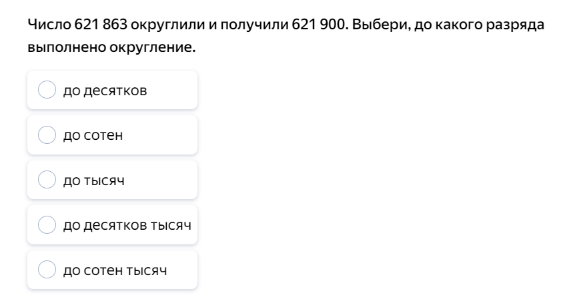 Число 621 863 округлили и получили 621 900. Выбери, до какого разряда
выполнено округление.
до десятков
до сотен
до тысяч
до десятков тысяч
до сотен тысяч